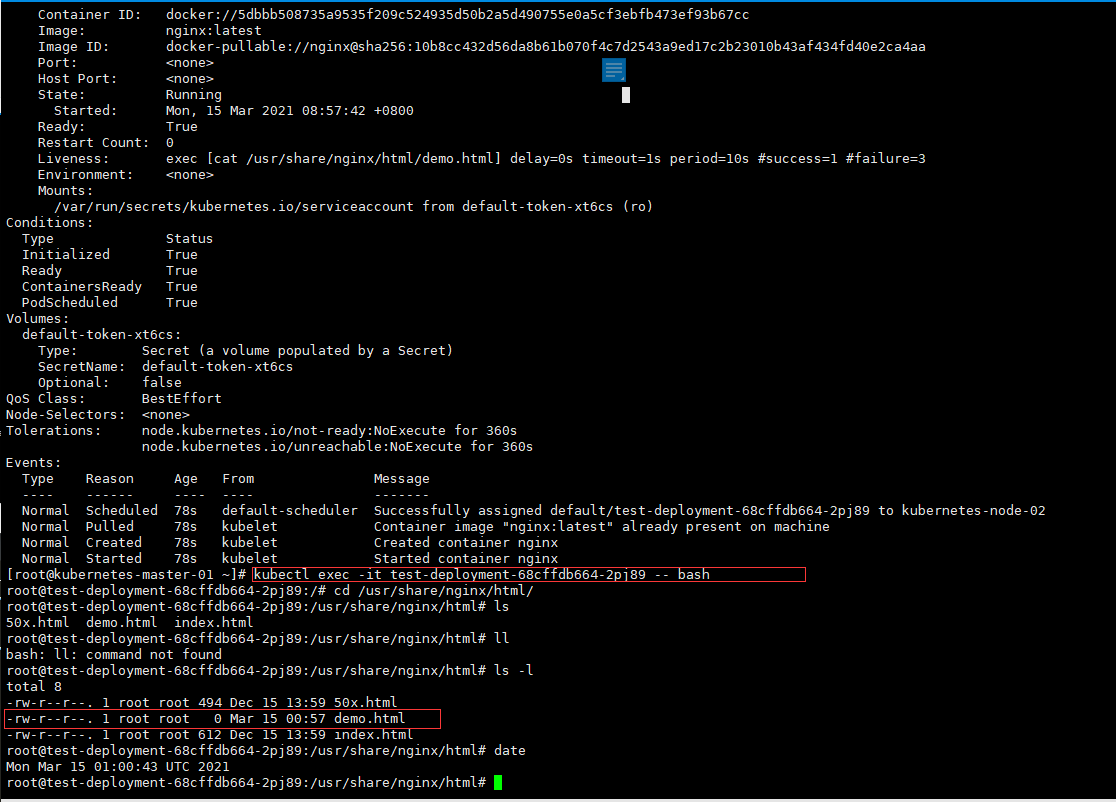 Container ID:   docker://5dbbb508735a9535f209c524935d50b2a5d490755e0a5cf3ebfb473ef93b67cc
Image:          nginx:latest
Image ID:       docker-pullable://nginx@sha256:10b8cc432d56da8b61b070f4c7d2543a9ed17c2b23010b43af434fd40e2ca4aa
Port:           <none>
Host Port:      <none>
State:          Running
Started:      Mon, 15 Mar 2021 08:57:42 +0800
Ready:          True
Restart Count:  0
Liveness:       exec [cat /usr/share/nginx/html/demo.html] delay=0s timeout=1s period=10s #success=1 #failure=3
Environment:    <none>
Mounts:
/var/run/secrets/kubernetes.io/serviceaccount from default-token-xt6cs (ro)
Conditions:
Type              Status
Initialized       True
Ready             True
ContainersReady   True
PodScheduled      True
Volumes:
default-token-xt6cs:
Type:        Secret (a volume populated by a Secret)
SecretName:  default-token-xt6cs
Optional:    false
QoS Class:       BestEffort
Node-Selectors:  <none>
Tolerations:     node.kubernetes.io/not-ready:NoExecute for 360s
node.kubernetes.io/unreachable:NoExecute for 360s
Events:
Type    Reason     Age   From               Message
----    ------     ----  ----               -------
Normal  Scheduled  78s   default-scheduler  Successfully assigned default/test-deployment-68cffdb664-2pj89 to kubernetes-node-02
Normal  Pulled     78s   kubelet            Container image "nginx:latest" already present on machine
Normal  Created    78s   kubelet            Created container nginx
Normal  Started    78s   kubelet            Started container nginx
[root@kubernetes-master-01 ~]# kubectl exec -it test-deployment-68cffdb664-2pj89 -- bash
root@test-deployment-68cffdb664-2pj89:/# cd /usr/share/nginx/html/
root@test-deployment-68cffdb664-2pj89:/usr/share/nginx/html# ls
50x.html  demo.html  index.html
root@test-deployment-68cffdb664-2pj89:/usr/share/nginx/html# ll
bash: ll: command not found
root@test-deployment-68cffdb664-2pj89:/usr/share/nginx/html# ls -l
total 8
-rw-r--r--. 1 root root 494 Dec 15 13:59 50x.html
-rw-r--r--. 1 root root   0 Mar 15 00:57 demo.html
-rw-r--r--. 1 root root 612 Dec 15 13:59 index.html
root@test-deployment-68cffdb664-2pj89:/usr/share/nginx/html# date
Mon Mar 15 01:00:43 UTC 2021
root@test-deployment-68cffdb664-2pj89:/usr/share/nginx/html#